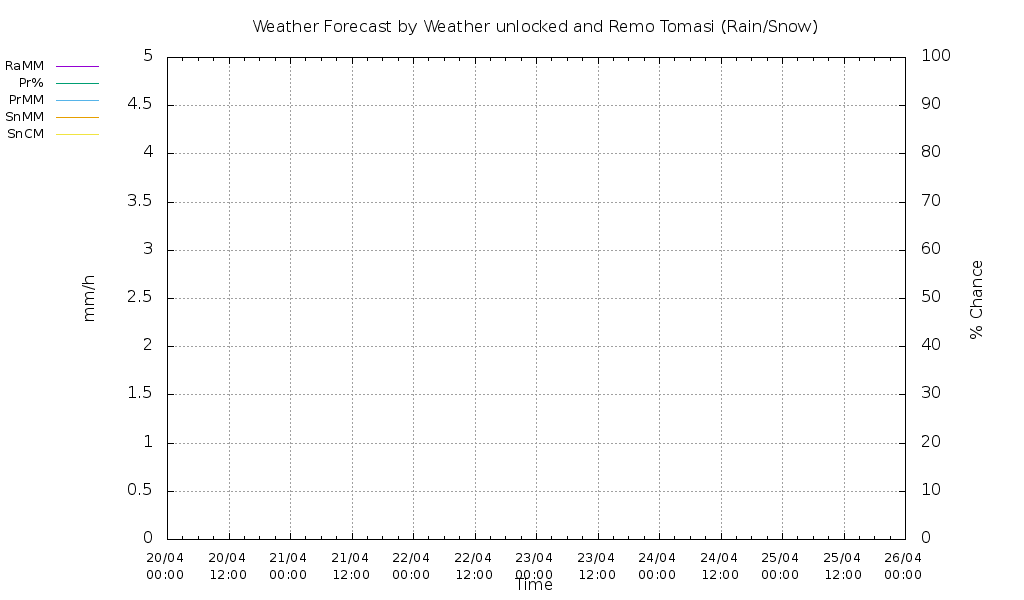 Weather Forecast by Weather unlocked and Remo Tomasi (Rain/Snow)
RaMM
Pr%
PrMM
SnMM
SnCM
mm/h
5
4.5
4
3.5
3
2.5
2
1.5
1
0.5
0
100
90
80
70
60
50
40
30
20
10
0
% Chance
20/04 20/04 21/04 21/04 22/04 22/04 23/04 23/04 24/04 24/04 25/04 25/04 26/04
00:00 12:00 00:00 12:00 00:00 12:00 00:00 12:00 00:00 12:00 00:00 12:00 00:00
Time